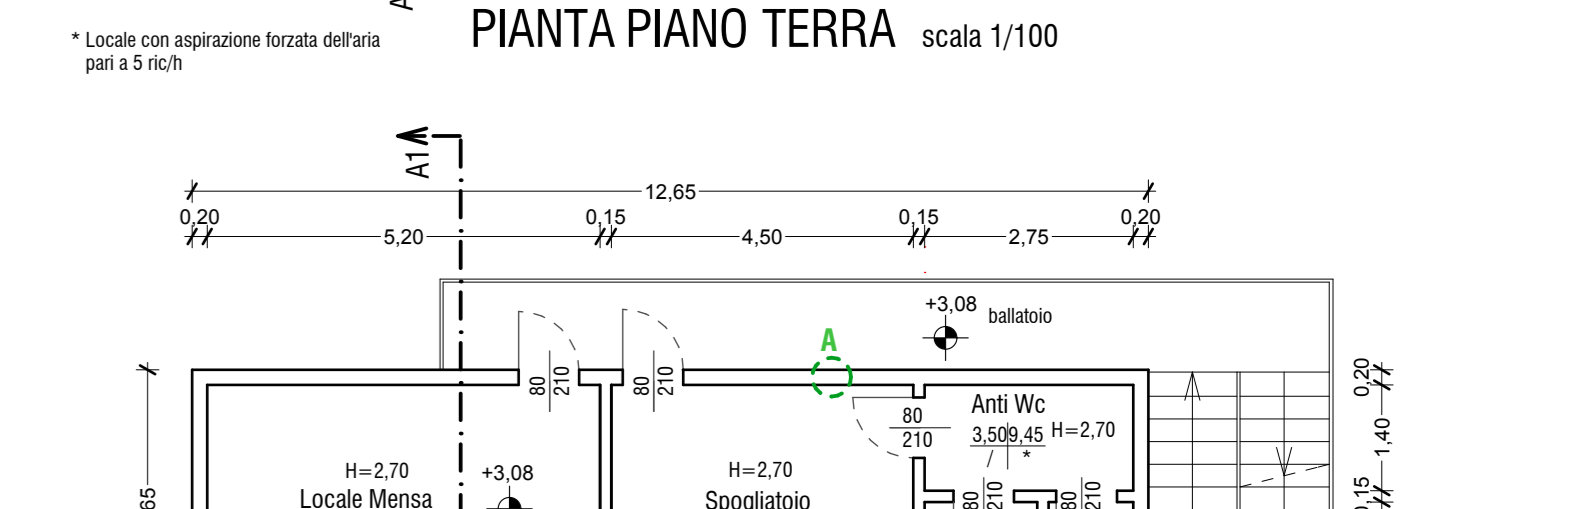 A
PIANTA PIANO TERRA scala 1/100
* Locale con aspirazione forzata dell'aria
pari a 5 ric/h
A1
12,65
0,20 0,15 0,15 0,20
5,20 4,50 2,75
+3,08 ballatoio
A
80 210
80 210
0,20
Anti Wc
80
210
3,50 9,45 H=2,70
*
1,40
H=2,70
Locale Mensa
+3,08
H=2,70
Spogliatoio
80 210
80 210
0,15
65